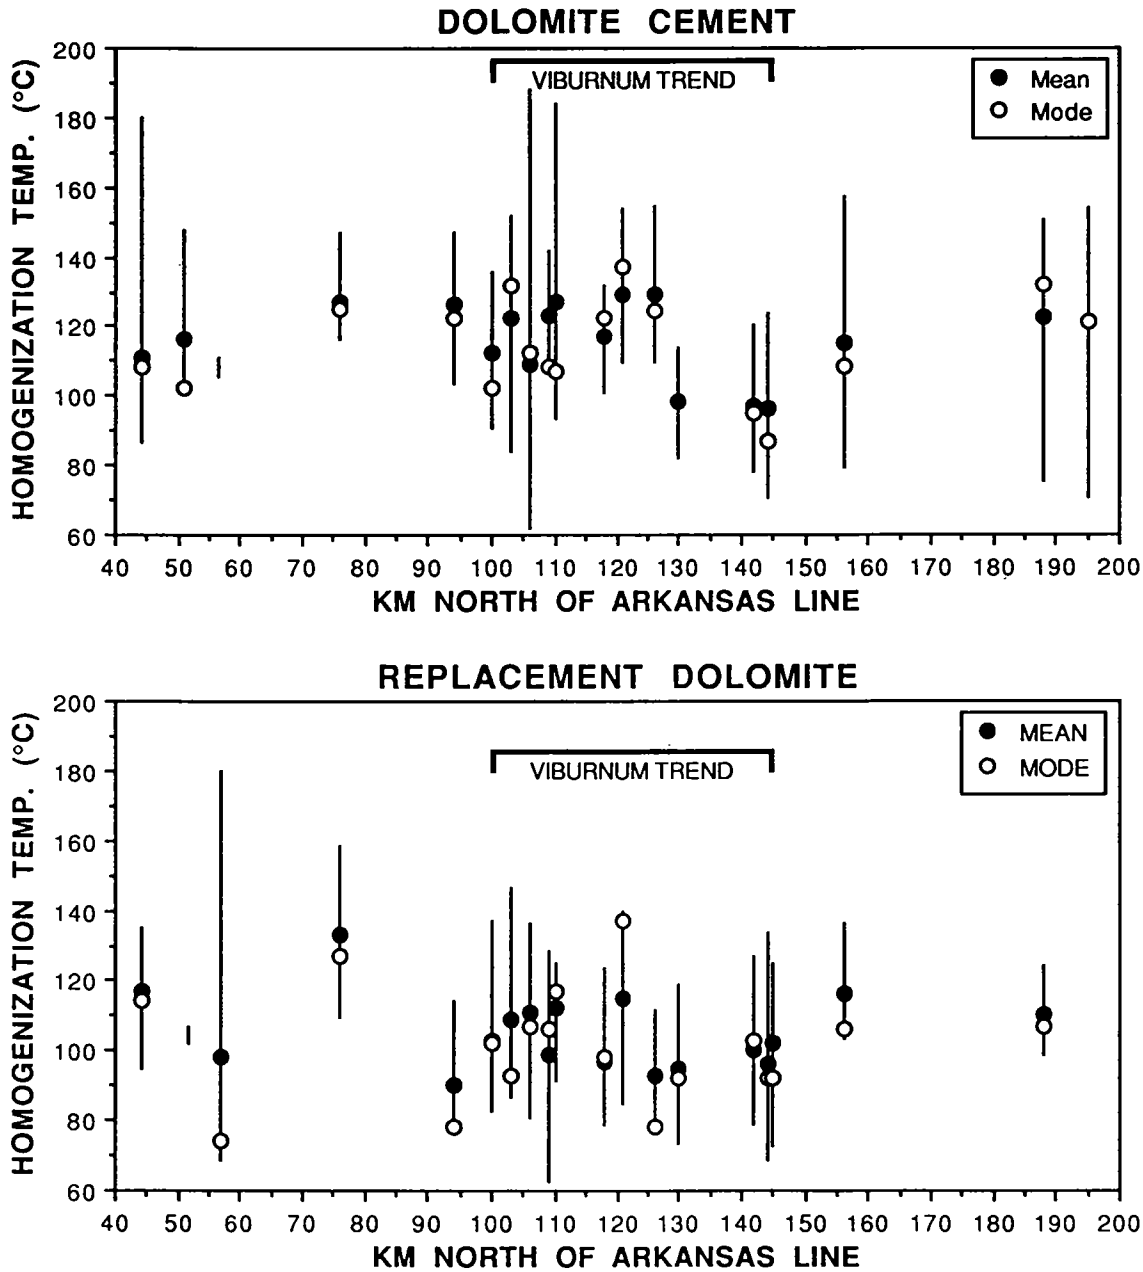 DOLOMITE CEMENT
HOMOGENIZATION TEMP. (°C)
200
180
160
140
120
100
80
60
VIBURNUM TREND
Mean
Mode
40 50 60 70 80 90 100 110 120 130 140 150 160 170 180 190 200
KM NORTH OF ARKANSAS LINE
REPLACEMENT DOLOMITE
HOMOGENIZATION TEMP. (°C)
200
180
160
140
120
100
80
60
VIBURNUM TREND
MEAN
MODE
40 50 60 70 80 90 100 110 120 130 140 150 160 170 180 190 200
KM NORTH OF ARKANSAS LINE